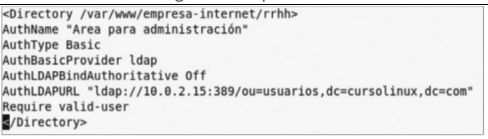 <Directory /var/www/empresa-internet/rrhh>
AuthName "Area para administración"
AuthType Basic
AuthBasicProvider ldap
AuthLDAPBindAuthoritative Off
AuthLDAPURL "ldap://10.0.2.15:389/ou=usuarios,dc=cursolinux,dc=com"
Require valid-user
</Directory>